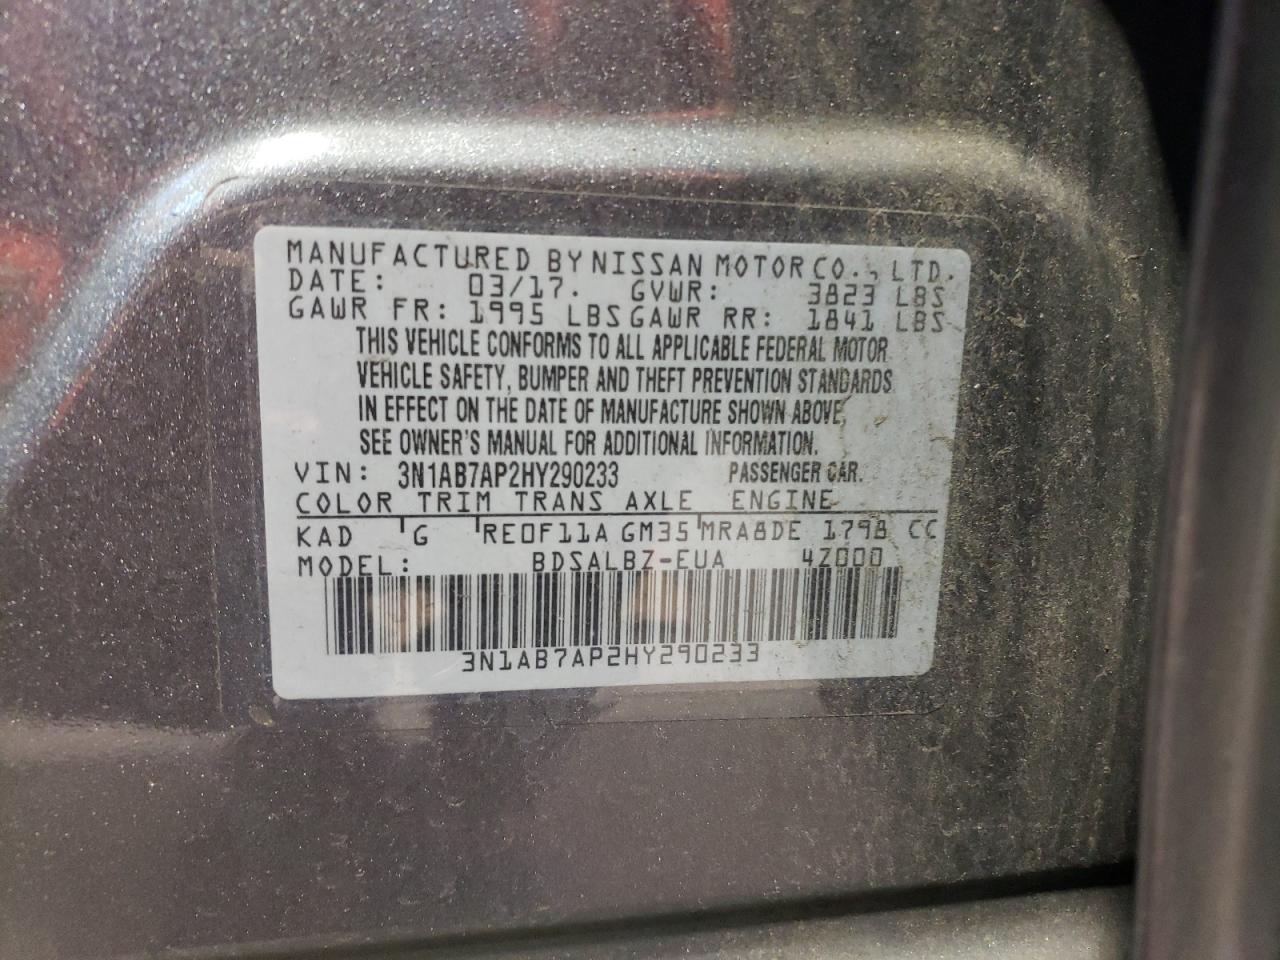 MANUFACTURED BY NISSAN MOTOR CO., LTD.
DATE: 03/17. GVWR: 3823 LBS
GAWR FR: 1995 LBS GAWR RR: 1841 LBS
THIS VEHICLE CONFORMS TO ALL APPLICABLE FEDERAL MOTOR
VEHICLE SAFETY, BUMPER AND THEFT PREVENTION STANDARDS
IN EFFECT ON THE DATE OF MANUFACTURE SHOWN ABOVE,
SEE OWNER'S MANUAL FOR ADDITIONAL INFORMATION.
VIN: 3N1AB7AP2HY290233 PASSENGER CAR.
COLOR TRIM TRANS AXLE ENGINE
KAD G RE0F11A GM35 MRA8DE 1798 CC
MODEL: BDSALBZ-EUA 4Z000
3N1AB7AP2HY290233